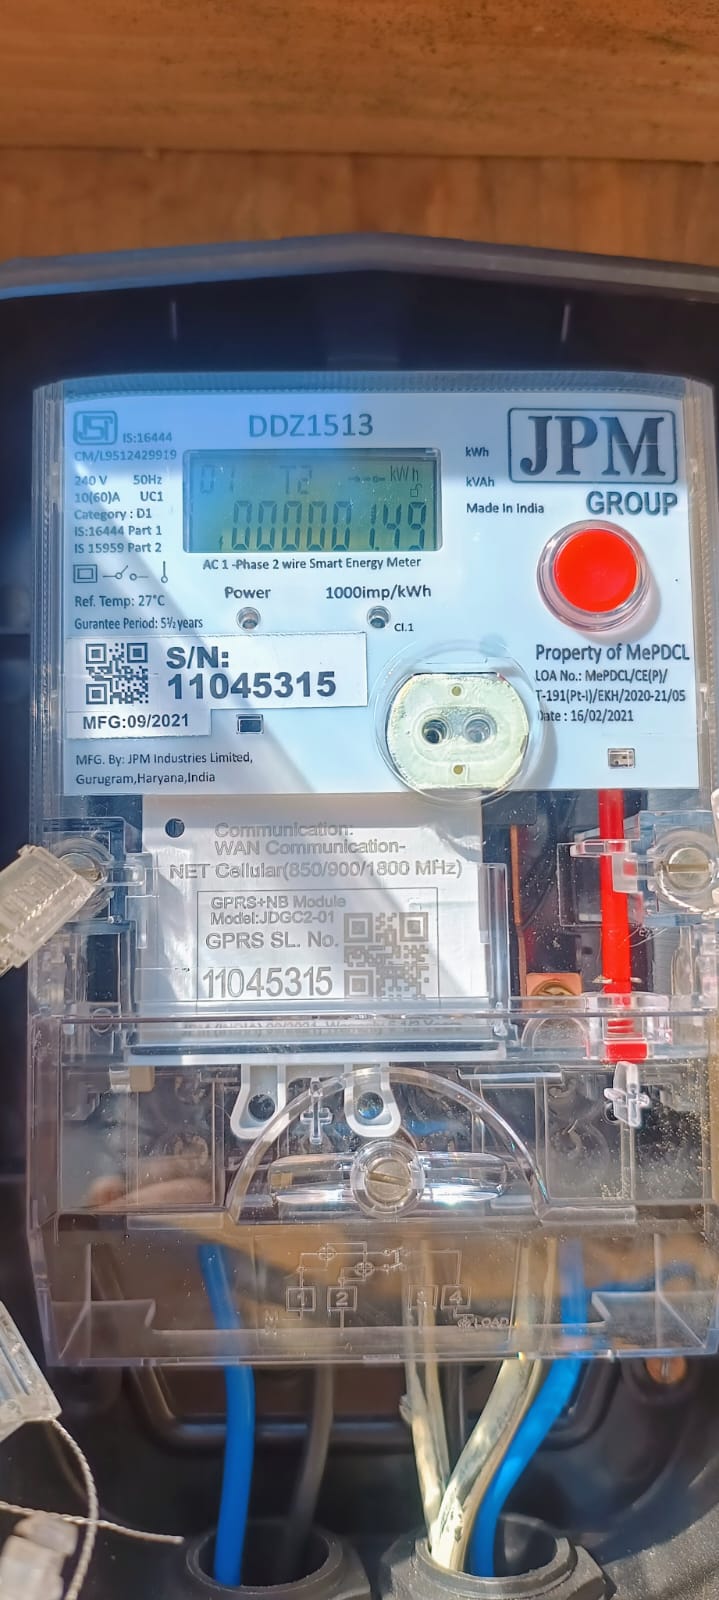 ISI
IS:16444
CM/L9512429919
DDZ1513
240 V 50Hz
10(60)A UC1
Category : D1
IS:16444 Part 1
IS 15959 Part 2
Ref. Temp: 27°C
Gurantee Period: 5½ years
01 T2 kWh
000001.49
AC 1 -Phase 2 wire Smart Energy Meter
Power
1000imp/kWh
Cl.1
kWh
kVAh
Made in India
JPM
GROUP
S/N:
11045315
MFG:09/2021
MFG. By: JPM Industries Limited,
Gurugram,Haryana,India
Property of MePDCL
LOA No.: MePDCL/CE(P)/
T-191(Pt-I)/EKH/2020-21/05
Date : 16/02/2021
Communication:
WAN Communication-
NET Cellular(850/900/1800 MHz)
GPRS+NB Module
Model:JDGC2-01
GPRS SL. No.
11045315
1 2 3 4
LOAD